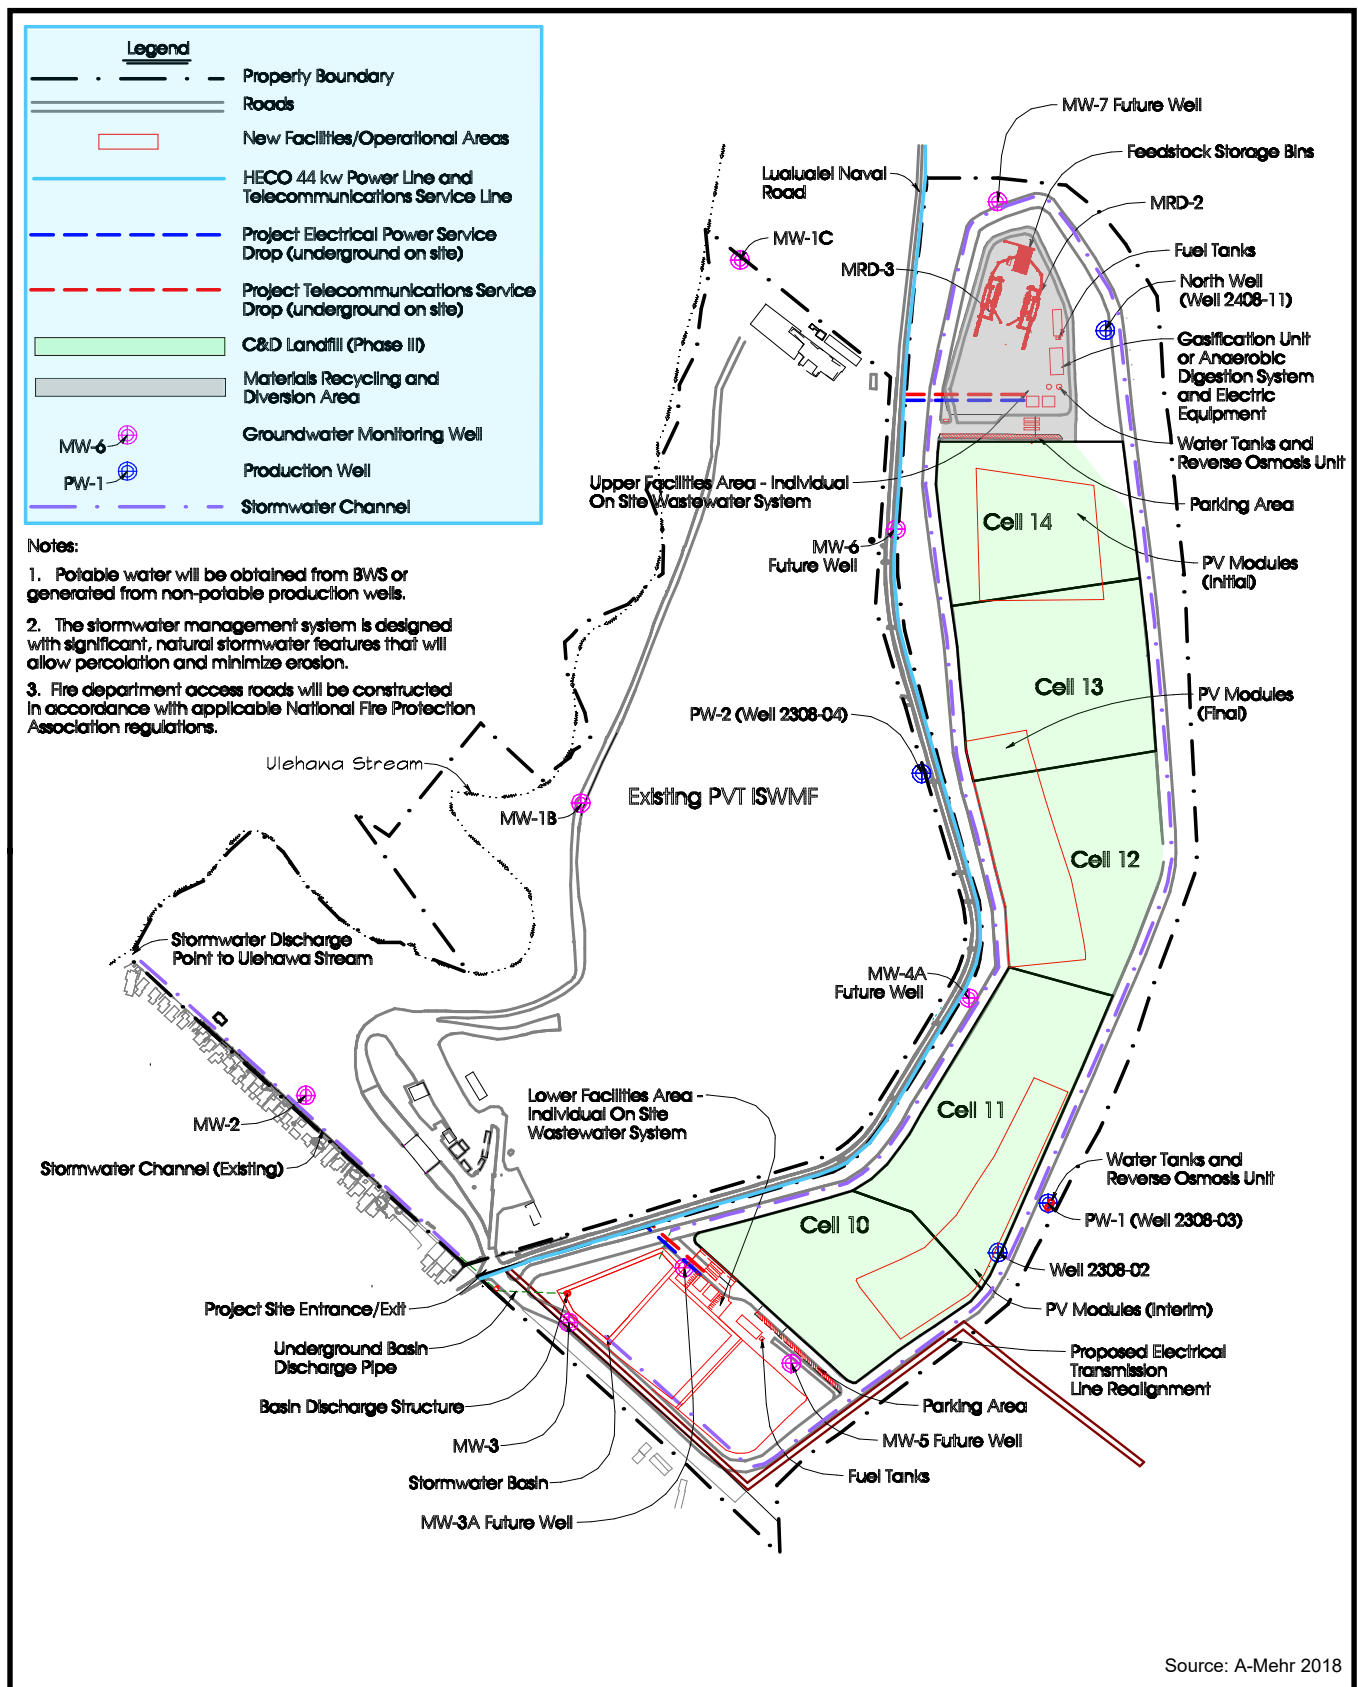 Legend
Property Boundary
Roads
New Facilities/Operational Areas
HECO 44 kw Power Line and
Telecommunications Service Line
Project Electrical Power Service
Drop (underground on site)
Project Telecommunications Service
Drop (underground on site)
C&D Landfill (Phase III)
Materials Recycling and
Diversion Area
MW-6
Groundwater Monitoring Well
PW-1
Production Well
Stormwater Channel
Notes:
1. Potable water will be obtained from BWS or
generated from non-potable production wells.
2. The stormwater management system is designed
with significant, natural stormwater features that will
allow percolation and minimize erosion.
3. Fire department access roads will be constructed
in accordance with applicable National Fire Protection
Association regulations.
MW-7 Future Well
Feedstock Storage Bins
Lualualei Naval
Road
MRD-2
MW-1C
Fuel Tanks
MRD-3
North Well
(Well 2408-11)
Gasification Unit
or Anaerobic
Digestion System
and Electric
Equipment
Water Tanks and
Reverse Osmosis Unit
Upper Facilities Area - Individual
On Site Wastewater System
Parking Area
Cell 14
MW-6
Future Well
PV Modules
(Initial)
Cell 13
PV Modules
(Final)
PW-2 (Well 2308-04)
Ulehawa Stream
Existing PVT ISWMF
MW-1B
Cell 12
Stormwater Discharge
Point to Ulehawa Stream
MW-4A
Future Well
Lower Facilities Area -
Individual On Site
Wastewater System
Cell 11
MW-2
Stormwater Channel (Existing)
Water Tanks and
Reverse Osmosis Unit
PW-1 (Well 2308-03)
Cell 10
Well 2308-02
Project Site Entrance/Exit
PV Modules (Interim)
Underground Basin
Discharge Pipe
Proposed Electrical
Transmission
Line Realignment
Basin Discharge Structure
Parking Area
MW-3
MW-5 Future Well
Stormwater Basin
Fuel Tanks
MW-3A Future Well
Source: A-Mehr 2018